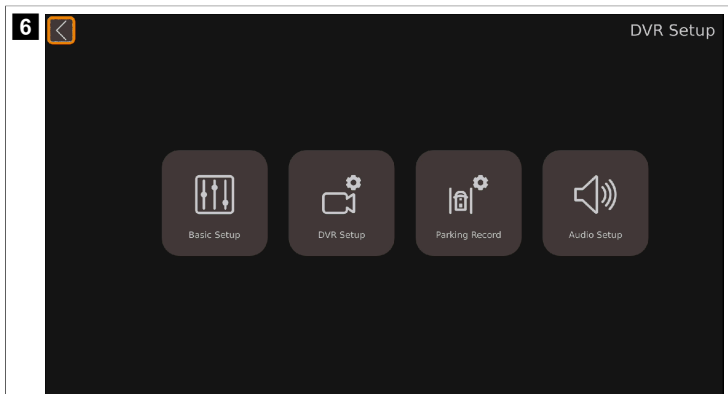 6
DVR Setup
Basic Setup
DVR Setup
Parking Record
Audio Setup